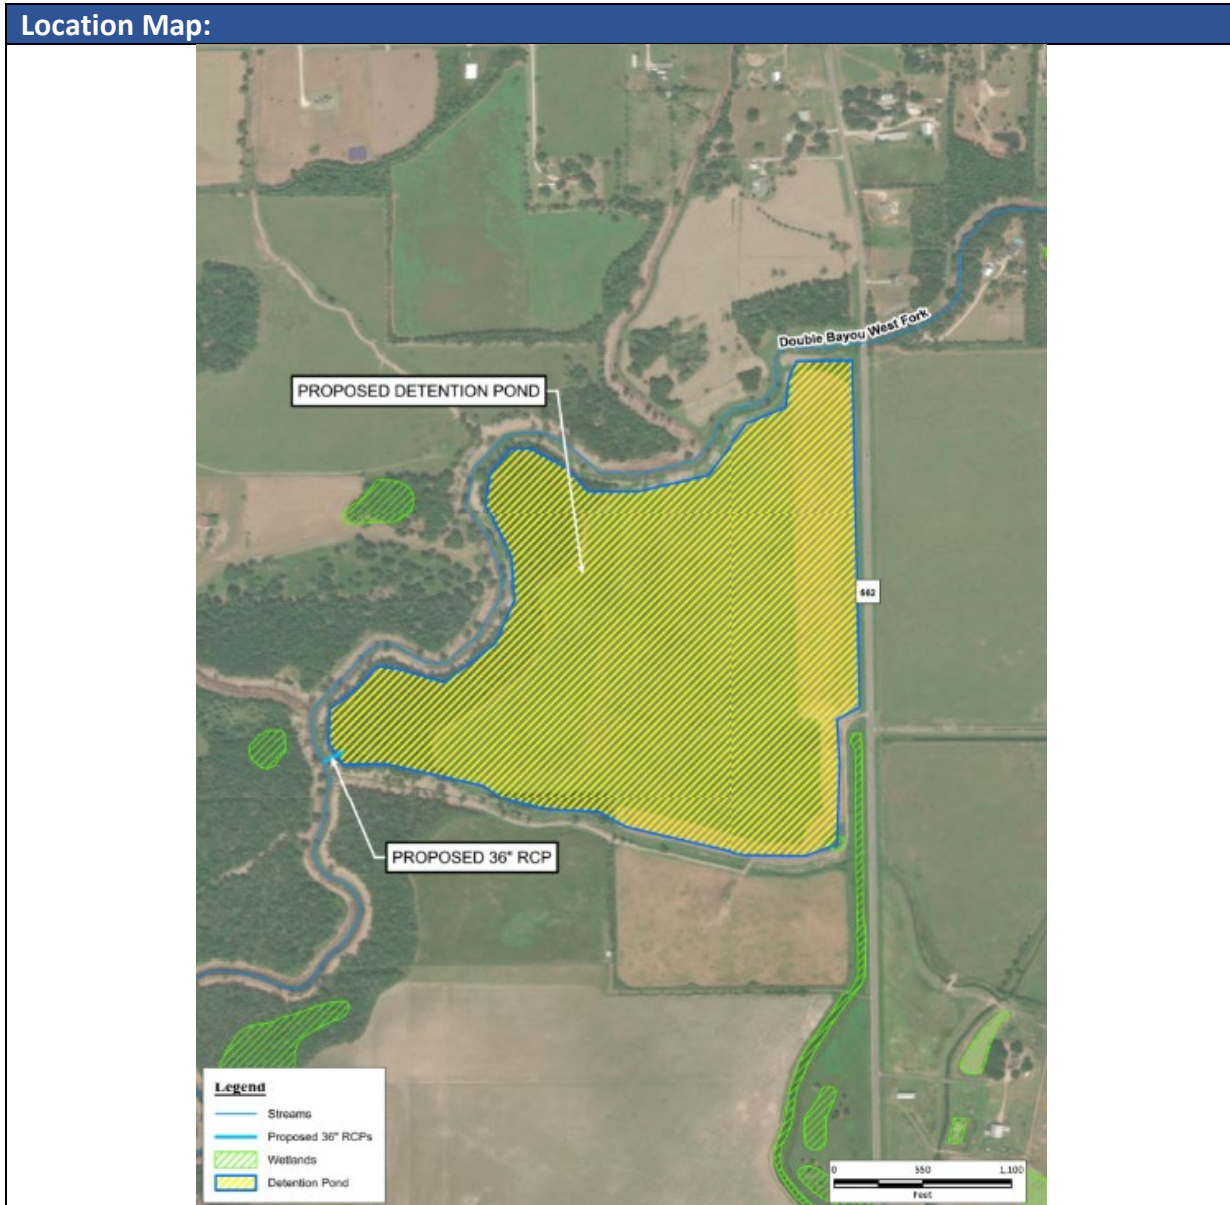 Location Map:
Double Bayou West Fork
PROPOSED DETENTION POND
562
PROPOSED 36" RCP
Legend
Streams
Proposed 36" RCPs
Wetlands
Detention Pond
0 550 1,100
Feet